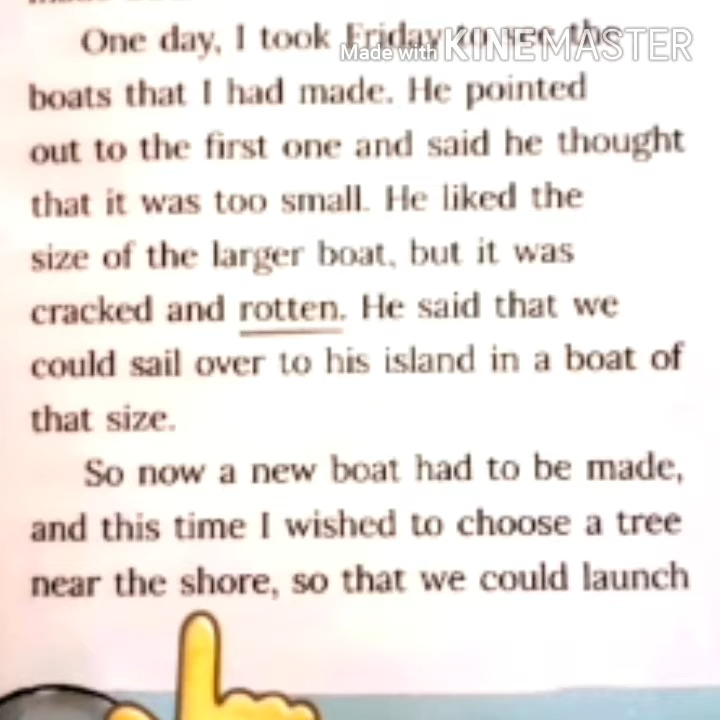 One day, I took Friday to see the
Made with KINEMASTER
boats that I had made. He pointed
out to the first one and said he thought
that it was too small. He liked the
size of the larger boat, but it was
cracked and rotten. He said that we
could sail over to his island in a boat of
that size.
So now a new boat had to be made,
and this time I wished to choose a tree
near the shore, so that we could launch